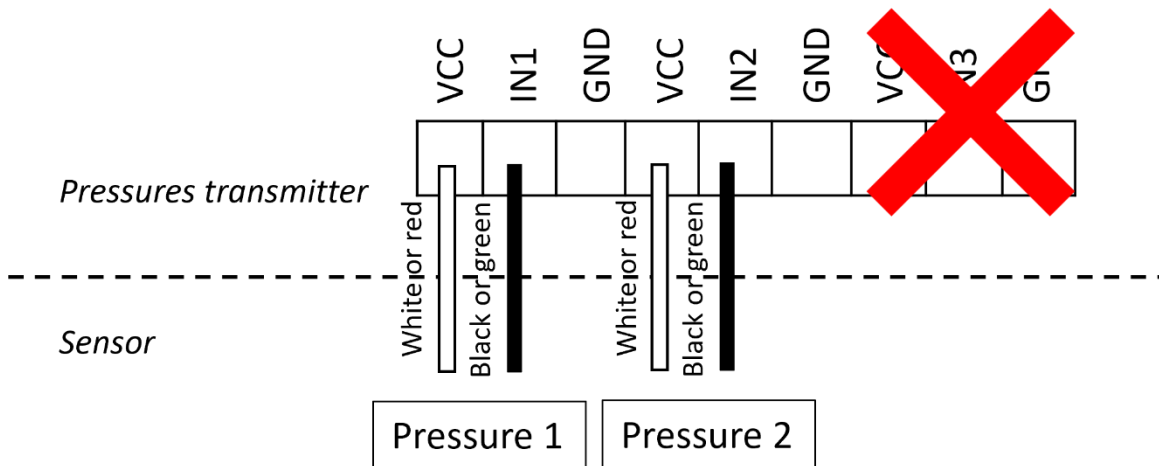 VCC IN1 GND VCC IN2 GND
Pressures transmitter
White or red
Black or green
White or red
Black or green
Sensor
Pressure 1
Pressure 2